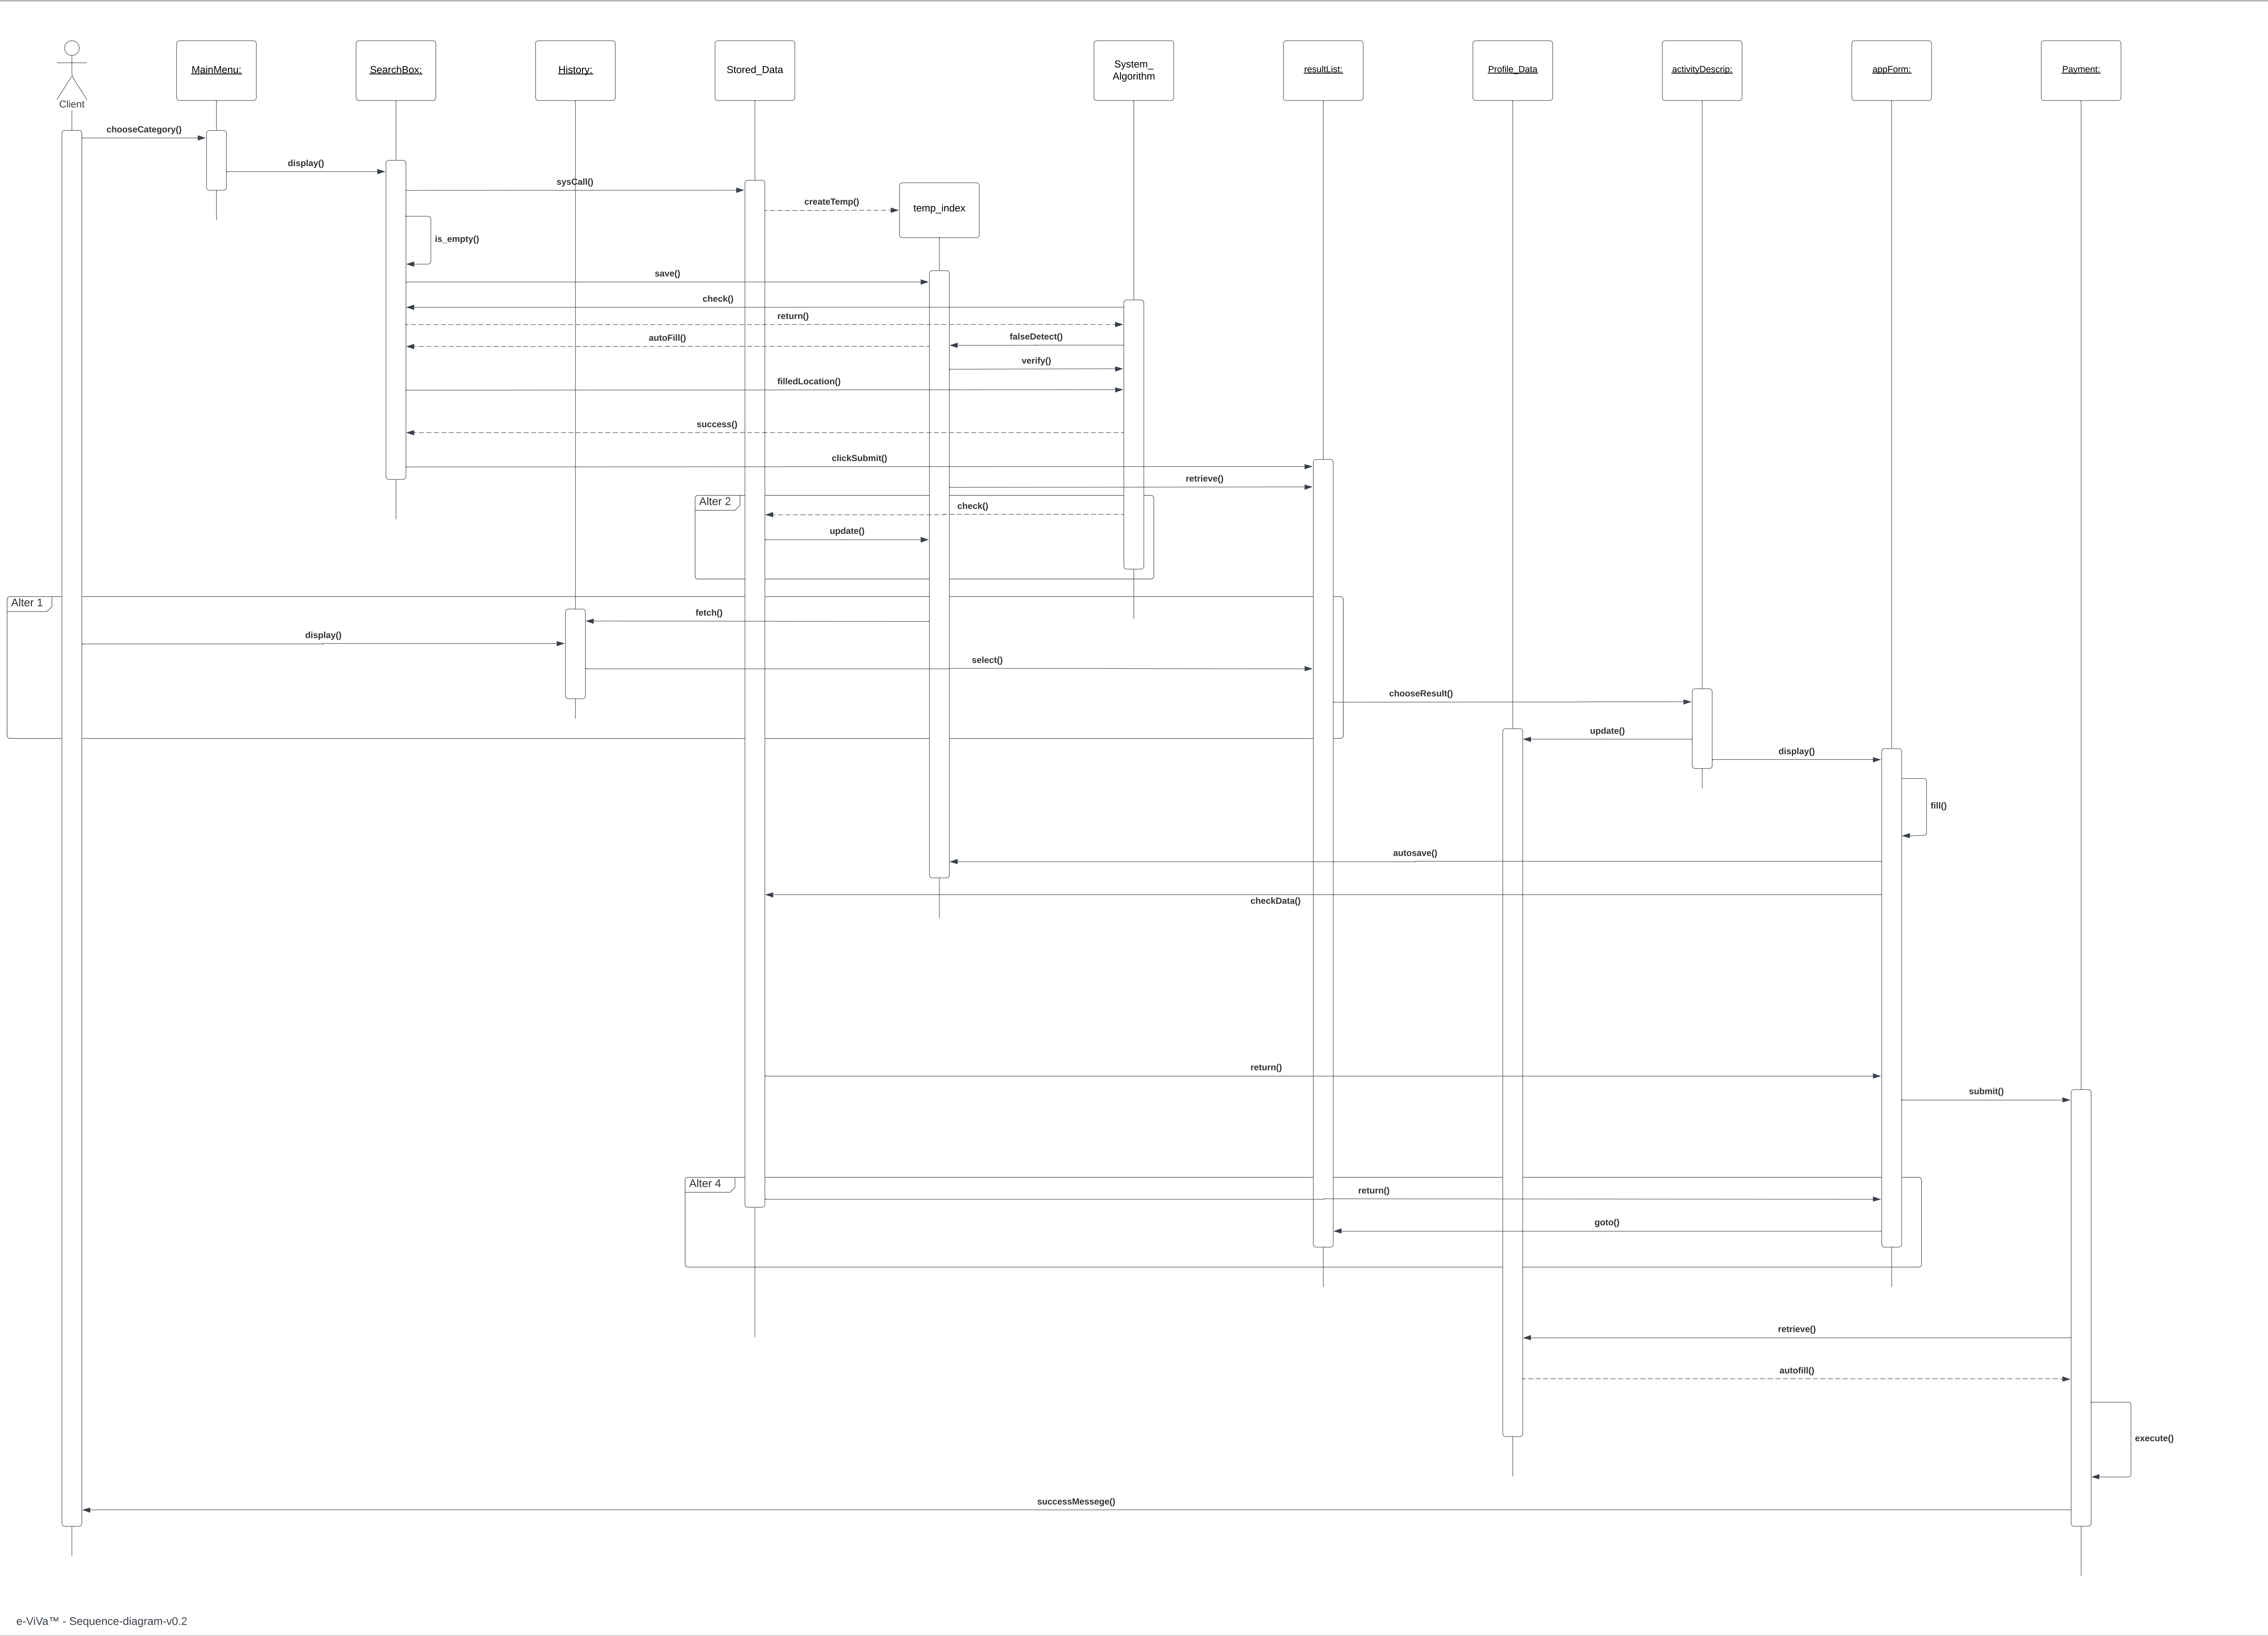 Client
MainMenu:
SearchBox:
History:
Stored_Data
System_
Algorithm
resultList:
Profile_Data
activityDescrip:
appForm:
Payment:
chooseCategory()
display()
sysCall()
createTemp()
temp_index
is_empty()
save()
check()
return()
falseDetect()
autoFill()
verify()
filledLocation()
success()
clickSubmit()
retrieve()
Alter 2
check()
update()
Alter 1
fetch()
display()
select()
chooseResult()
update()
display()
fill()
autosave()
checkData()
return()
submit()
Alter 4
return()
goto()
retrieve()
autofill()
execute()
successMessege()
e-ViVa™ - Sequence-diagram-v0.2